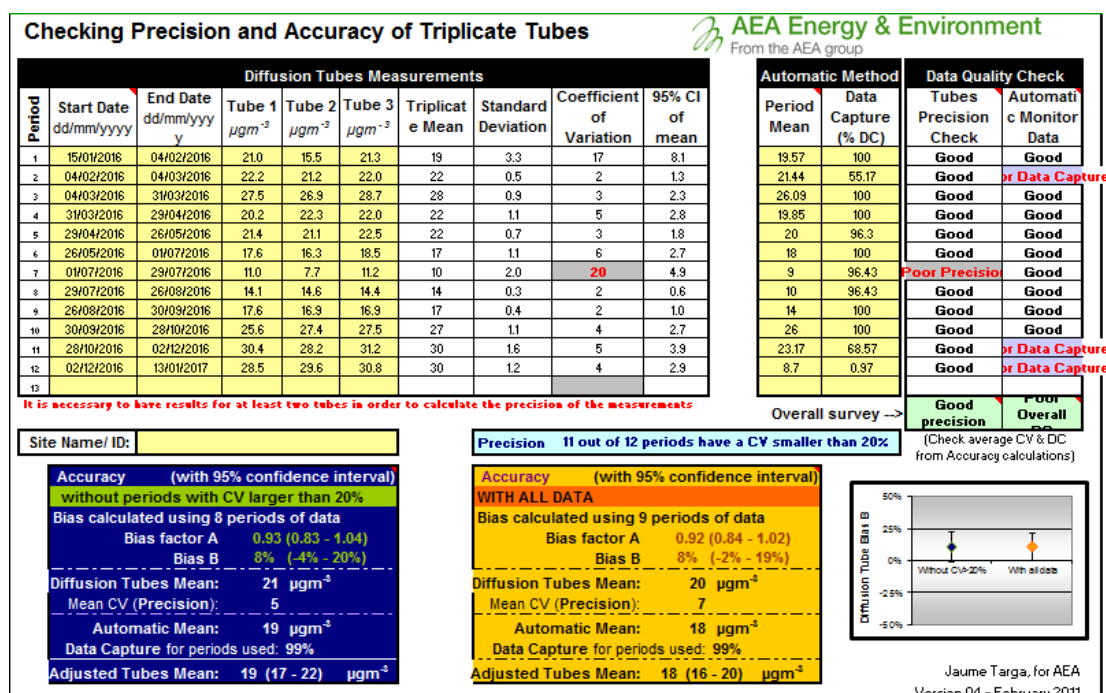 Checking Precision and Accuracy of Triplicate Tubes
AEA Energy & Environment
From the AEA group
Diffusion Tubes Measurements
Automatic Method
Data Quality Check
Period
Start Date dd/mm/yyyy
End Date dd/mm/yyyy
Tube 1 µgm-3
Tube 2 µgm-3
Tube 3 µgm-3
Triplicate Mean
Standard Deviation
Coefficient of Variation
95% CI of mean
Period Mean
Data Capture (% DC)
Tubes Precision Check
Automatic Monitor Data
1 15/01/2016 04/02/2016 21.0 15.5 21.3 19 3.3 17 8.1 19.57 100 Good Good
2 04/02/2016 04/03/2016 22.2 21.2 22.0 22 0.5 2 1.3 21.44 55.17 Good or Data Capture
3 04/03/2016 31/03/2016 27.5 26.9 28.7 28 0.9 3 2.3 26.09 100 Good Good
4 31/03/2016 29/04/2016 20.2 22.3 22.0 22 1.1 5 2.8 19.85 100 Good Good
5 29/04/2016 26/05/2016 21.4 21.1 22.5 22 0.7 3 1.8 20 96.3 Good Good
6 26/05/2016 01/07/2016 17.6 16.3 18.5 17 1.1 6 2.7 18 100 Good Good
7 01/07/2016 29/07/2016 11.0 7.7 11.2 10 2.0 20 4.9 9 96.43 Poor Precision Good
8 29/07/2016 26/08/2016 14.1 14.6 14.4 14 0.3 2 0.6 10 96.43 Good Good
9 26/08/2016 30/09/2016 17.6 16.9 16.9 17 0.4 2 1.0 14 100 Good Good
10 30/09/2016 28/10/2016 25.6 27.4 27.5 27 1.1 4 2.7 26 100 Good Good
11 28/10/2016 02/12/2016 30.4 28.2 31.2 30 1.6 5 3.9 23.17 68.57 Good or Data Capture
12 02/12/2016 13/01/2017 28.5 29.6 30.8 30 1.2 4 2.9 8.7 0.97 Good or Data Capture
13
It is necessary to have results for at least two tubes in order to calculate the precision of the measurements
Overall survey -->
Good precision
Poor Overall
Site Name/ ID:
Precision 11 out of 12 periods have a CV smaller than 20%
(Check average CV & DC
from Accuracy calculations)
Accuracy (with 95% confidence interval)
without periods with CV larger than 20%
Bias calculated using 8 periods of data
Bias factor A 0.93 (0.83 - 1.04)
Bias B 8% (-4% - 20%)
Diffusion Tubes Mean: 21 µgm-3
Mean CV (Precision): 5
Automatic Mean: 19 µgm-3
Data Capture for periods used: 99%
Adjusted Tubes Mean: 19 (17 - 22) µgm-3
Accuracy (with 95% confidence interval)
WITH ALL DATA
Bias calculated using 9 periods of data
Bias factor A 0.92 (0.84 - 1.02)
Bias B 8% (-2% - 19%)
Diffusion Tubes Mean: 20 µgm-3
Mean CV (Precision): 7
Automatic Mean: 18 µgm-3
Data Capture for periods used: 99%
Adjusted Tubes Mean: 18 (16 - 20) µgm-3
Diffusion Tube Bias B
50%
25%
0%
-25%
-50%
Without CV>20%
With all data
Jaume Targa, for AEA
Version 04 - February 2011